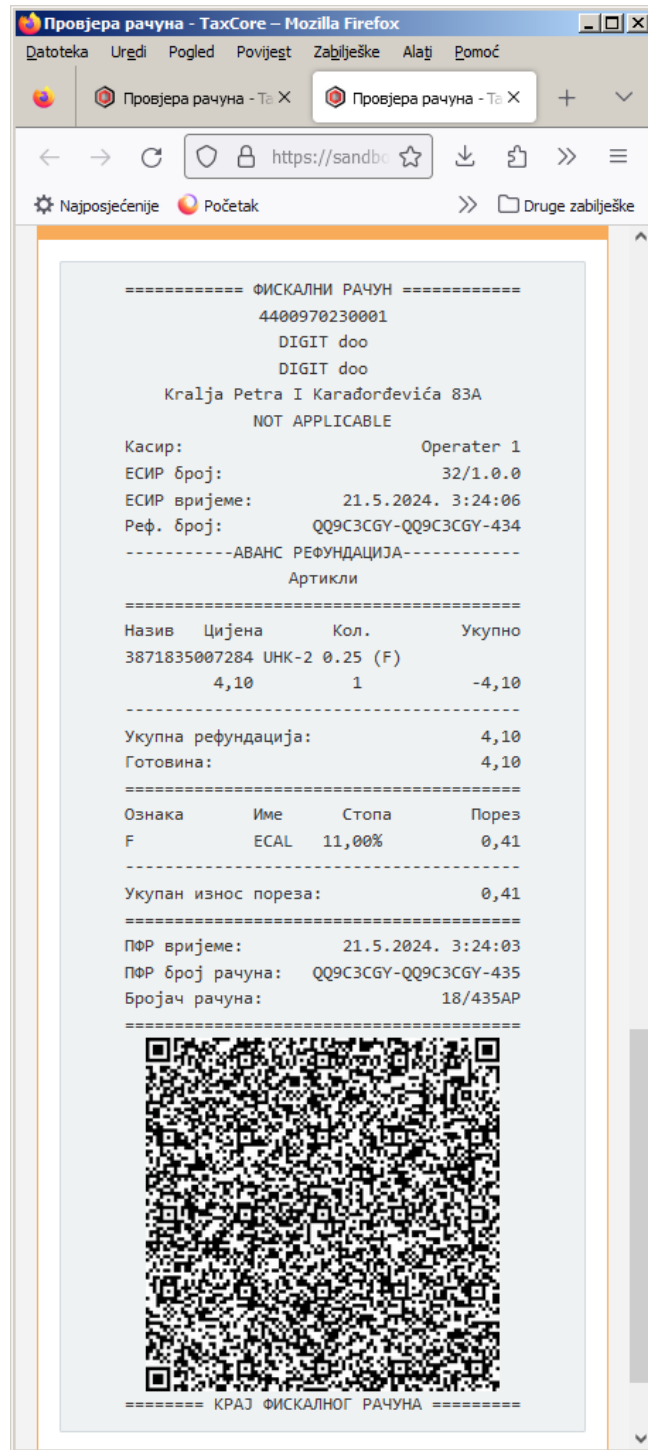 Провјера рачуна - TaxCore – Mozilla Firefox
Datoteka Uredi Pogled Povijest Zabilješke Alati Pomoć
Провјера рачуна - Ta
Провјера рачуна - Ta
https://sandbo
Najposjećenije Početak Druge zabilješke
============ ФИСКАЛНИ РАЧУН ============
4400970230001
DIGIT doo
DIGIT doo
Kralja Petra I Karađorđevića 83A
NOT APPLICABLE
Касир: Operater 1
ЕСИР број: 32/1.0.0
ЕСИР вријеме: 21.5.2024. 3:24:06
Реф. број: QQ9C3CGY-QQ9C3CGY-434
-----------АВАНС РЕФУНДАЦИЈА------------
Артикли
========================================
Назив Цијена Кол. Укупно
3871835007284 UHK-2 0.25 (F)
4,10 1 -4,10
----------------------------------------
Укупна рефундација: 4,10
Готовина: 4,10
========================================
Ознака Име Стопа Порез
F ECAL 11,00% 0,41
----------------------------------------
Укупан износ пореза: 0,41
========================================
ПФР вријеме: 21.5.2024. 3:24:03
ПФР број рачуна: QQ9C3CGY-QQ9C3CGY-435
Бројач рачуна: 18/435АР
========================================
======== КРАЈ ФИСКАЛНОГ РАЧУНА =========